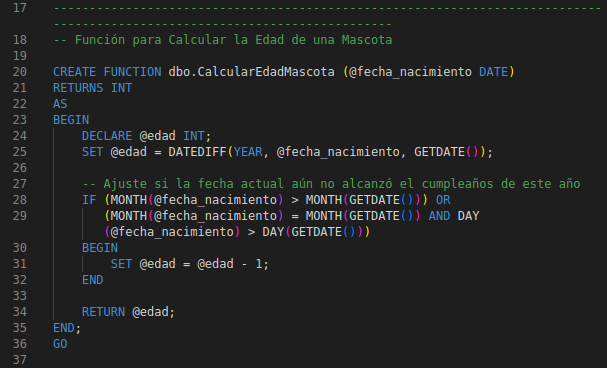 17 ----------------------------------------------------------------------------
-----------------------------------------------
18 -- Función para Calcular la Edad de una Mascota
19
20 CREATE FUNCTION dbo.CalcularEdadMascota (@fecha_nacimiento DATE)
21 RETURNS INT
22 AS
23 BEGIN
24 DECLARE @edad INT;
25 SET @edad = DATEDIFF(YEAR, @fecha_nacimiento, GETDATE());
26
27 -- Ajuste si la fecha actual aún no alcanzó el cumpleaños de este año
28 IF (MONTH(@fecha_nacimiento) > MONTH(GETDATE())) OR
29 (MONTH(@fecha_nacimiento) = MONTH(GETDATE()) AND DAY
(@fecha_nacimiento) > DAY(GETDATE()))
30 BEGIN
31 SET @edad = @edad - 1;
32 END
33
34 RETURN @edad;
35 END;
36 GO
37